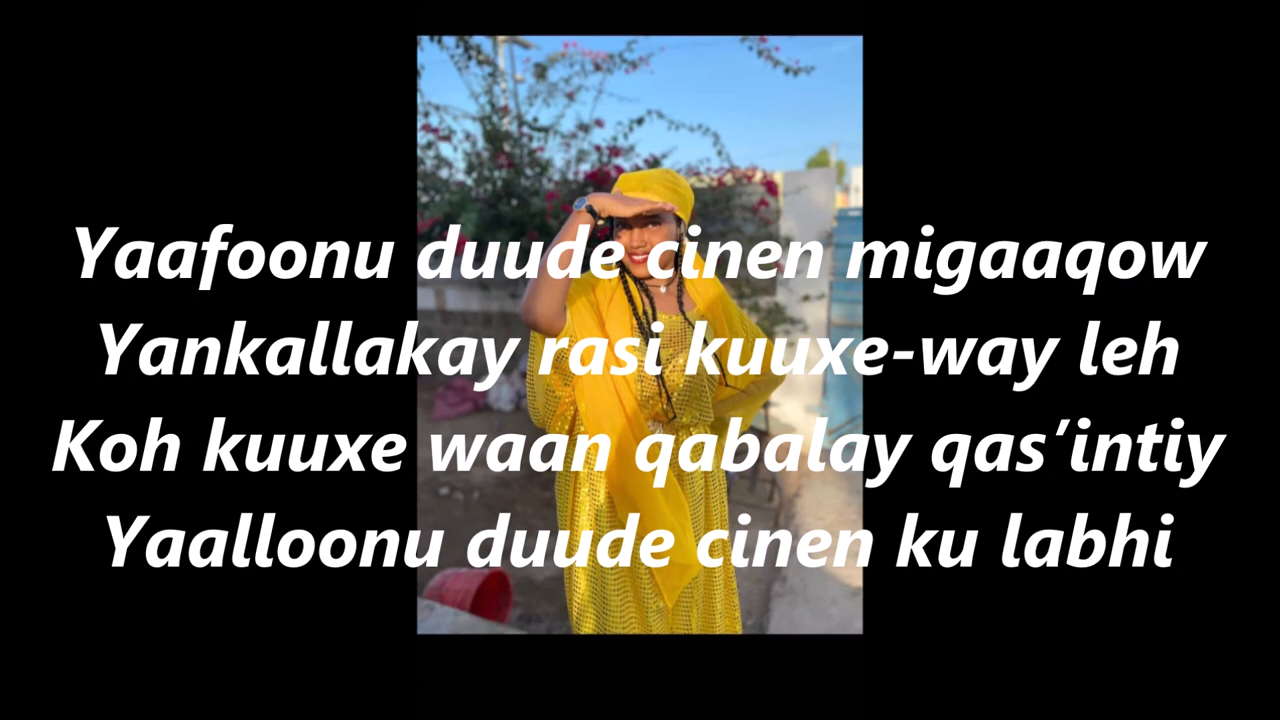 Yaafoonu duude cinen migaaqow
Yankallakay rasi kuuxe-way leh
Koh kuuxe waan qabalay qas’intiy
Yaalloonu duude cinen ku labhi